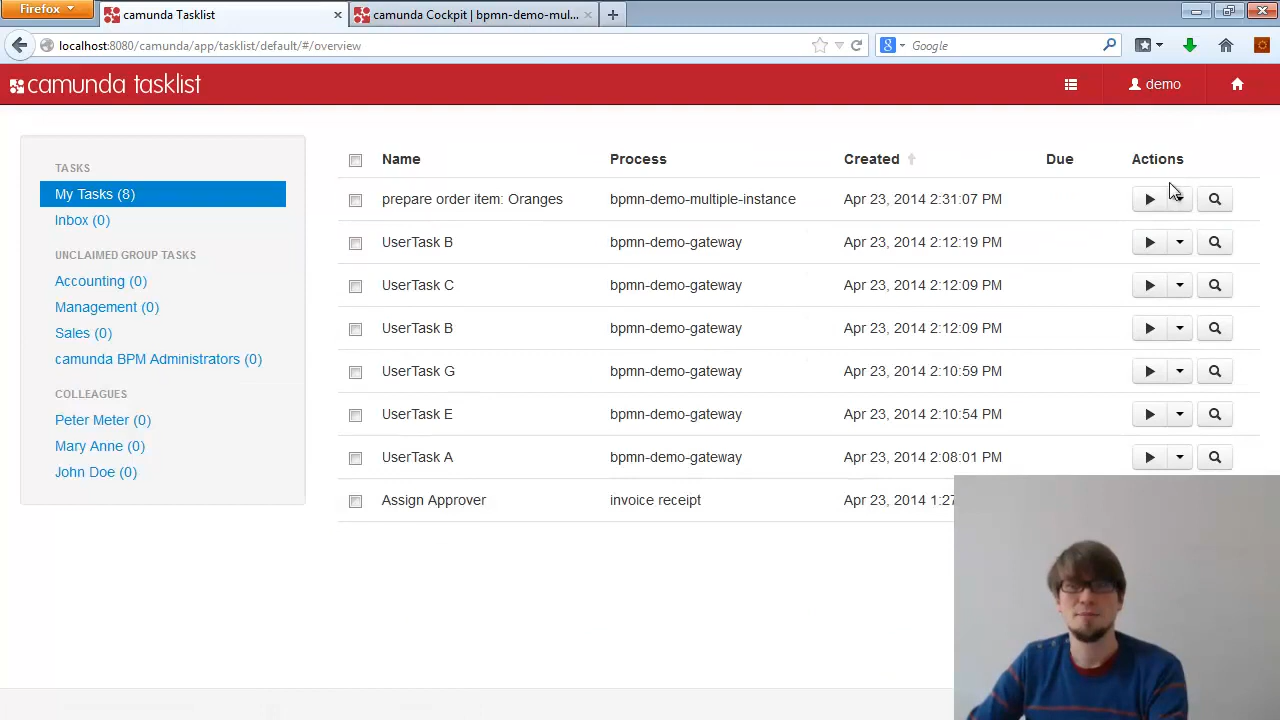 Firefox
camunda Tasklist
camunda Cockpit | bpmn-demo-mul...
localhost:8080/camunda/app/tasklist/default/#/overview
Google
camunda tasklist
demo
TASKS
My Tasks (8)
Inbox (0)
UNCLAIMED GROUP TASKS
Accounting (0)
Management (0)
Sales (0)
camunda BPM Administrators (0)
COLLEAGUES
Peter Meter (0)
Mary Anne (0)
John Doe (0)
Name Process Created Due Actions
prepare order item: Oranges bpmn-demo-multiple-instance Apr 23, 2014 2:31:07 PM
UserTask B bpmn-demo-gateway Apr 23, 2014 2:12:19 PM
UserTask C bpmn-demo-gateway Apr 23, 2014 2:12:09 PM
UserTask B bpmn-demo-gateway Apr 23, 2014 2:12:09 PM
UserTask G bpmn-demo-gateway Apr 23, 2014 2:10:59 PM
UserTask E bpmn-demo-gateway Apr 23, 2014 2:10:54 PM
UserTask A bpmn-demo-gateway Apr 23, 2014 2:08:01 PM
Assign Approver invoice receipt Apr 23, 2014 1:27